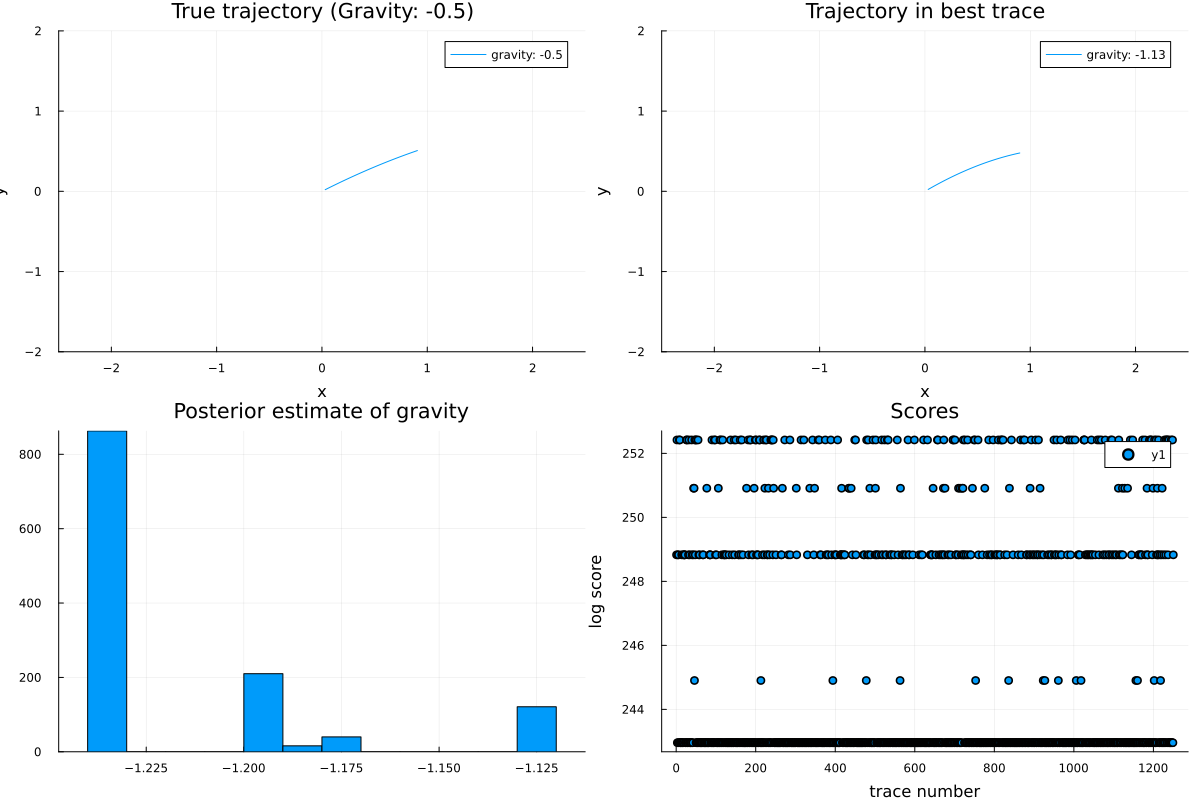 True trajectory (Gravity: -0.5)
gravity: -0.5
2
1
0
−1
−2
y
−2 −1 0 1 2
x
Trajectory in best trace
gravity: -1.13
2
1
0
−1
−2
y
−2 −1 0 1 2
x
Posterior estimate of gravity
800
600
400
200
0
−1.225 −1.200 −1.175 −1.150 −1.125
Scores
y1
252
250
248
246
244
log score
0 200 400 600 800 1000 1200
trace number